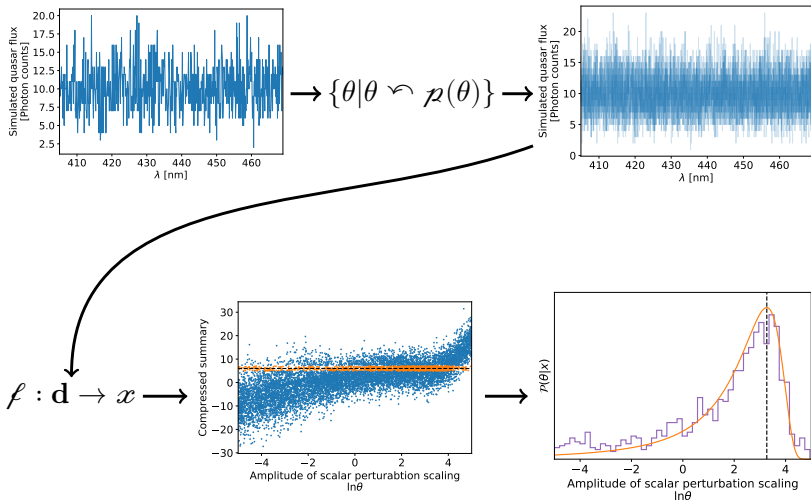 Simulated quasar flux
[Photon counts]
20.0
17.5
15.0
12.5
10.0
7.5
5.0
2.5
410 420 430 440 450 460
λ [nm]
{θ|θ ↶ p(θ)}
Simulated quasar flux
[Photon counts]
20
15
10
5
0
410 420 430 440 450 460
λ [nm]
f : d → x
Compressed summary
30
20
10
0
−10
−20
−30
−4 −2 0 2 4
Amplitude of scalar perturabtion scaling
lnθ
P(θ|x)
−4 −2 0 2 4
Amplitude of scalar perturbation scaling
lnθ